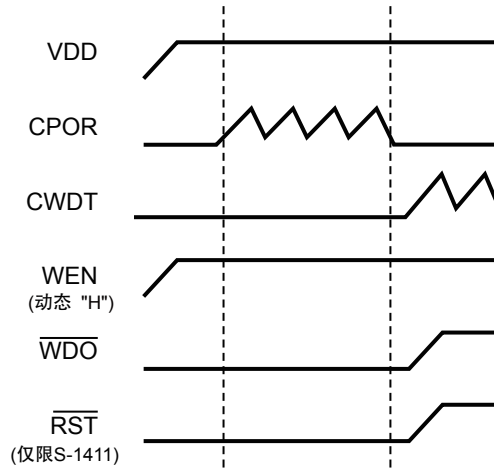 VDD
CPOR
CWDT
WEN
(动态 "H")
WDO
RST
(仅限S-1411)